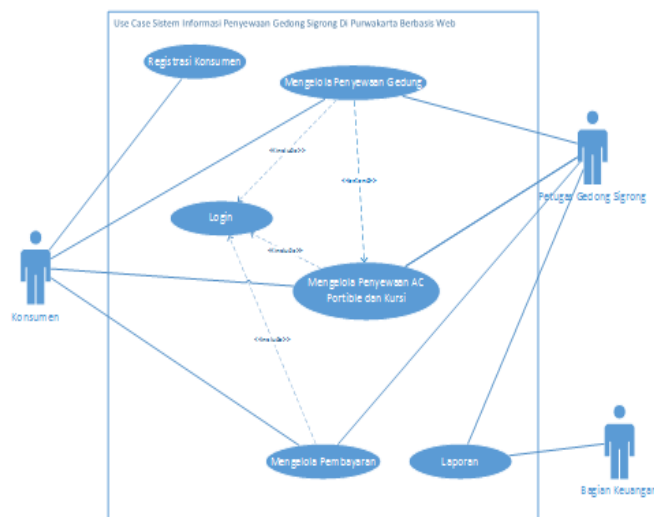 Use Case Sistem Informasi Penyewaan Gedong Sigrong Di Purwakarta Berbasis Web
Registrasi Konsumen
Mengelola Penyewaan Gedung
<<include>>
<<extend>>
Petugas Gedong Sigrong
Login
<<include>>
Mengelola Penyewaan AC
Portible dan Kursi
Konsumen
<<include>>
Mengelola Pembayaran
Laporan
Bagian Keuangan